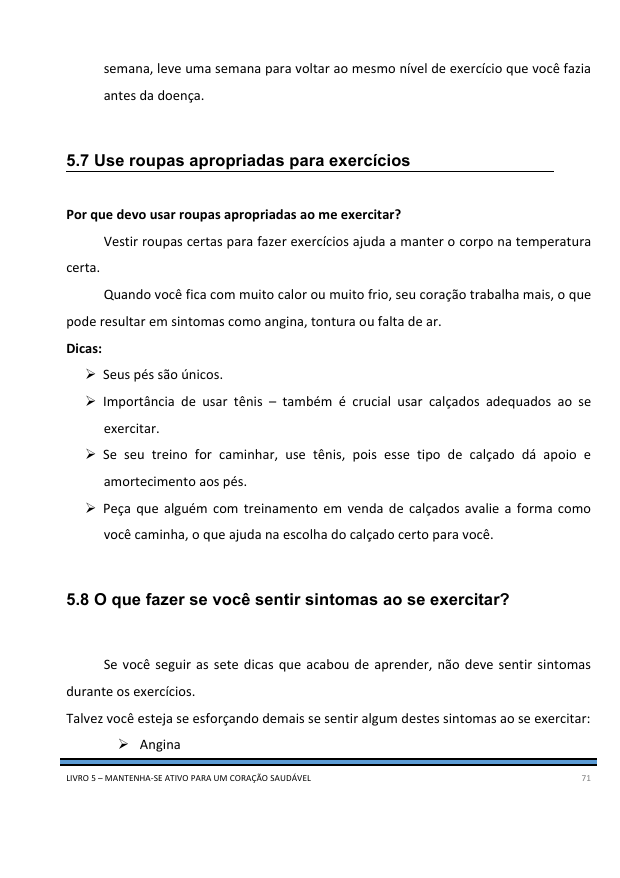 semana, leve uma semana para voltar ao mesmo nível de exercício que você fazia
antes da doença.
5.7 Use roupas apropriadas para exercícios
Por que devo usar roupas apropriadas ao me exercitar?
Vestir roupas certas para fazer exercícios ajuda a manter o corpo na temperatura
certa.
Quando você fica com muito calor ou muito frio, seu coração trabalha mais, o que
pode resultar em sintomas como angina, tontura ou falta de ar.
Dicas:
➢ Seus pés são únicos.
➢ Importância de usar tênis – também é crucial usar calçados adequados ao se
exercitar.
➢ Se seu treino for caminhar, use tênis, pois esse tipo de calçado dá apoio e
amortecimento aos pés.
➢ Peça que alguém com treinamento em venda de calçados avalie a forma como
você caminha, o que ajuda na escolha do calçado certo para você.
5.8 O que fazer se você sentir sintomas ao se exercitar?
Se você seguir as sete dicas que acabou de aprender, não deve sentir sintomas
durante os exercícios.
Talvez você esteja se esforçando demais se sentir algum destes sintomas ao se exercitar:
➢ Angina
LIVRO 5 – MANTENHA-SE ATIVO PARA UM CORAÇÃO SAUDÁVEL 71